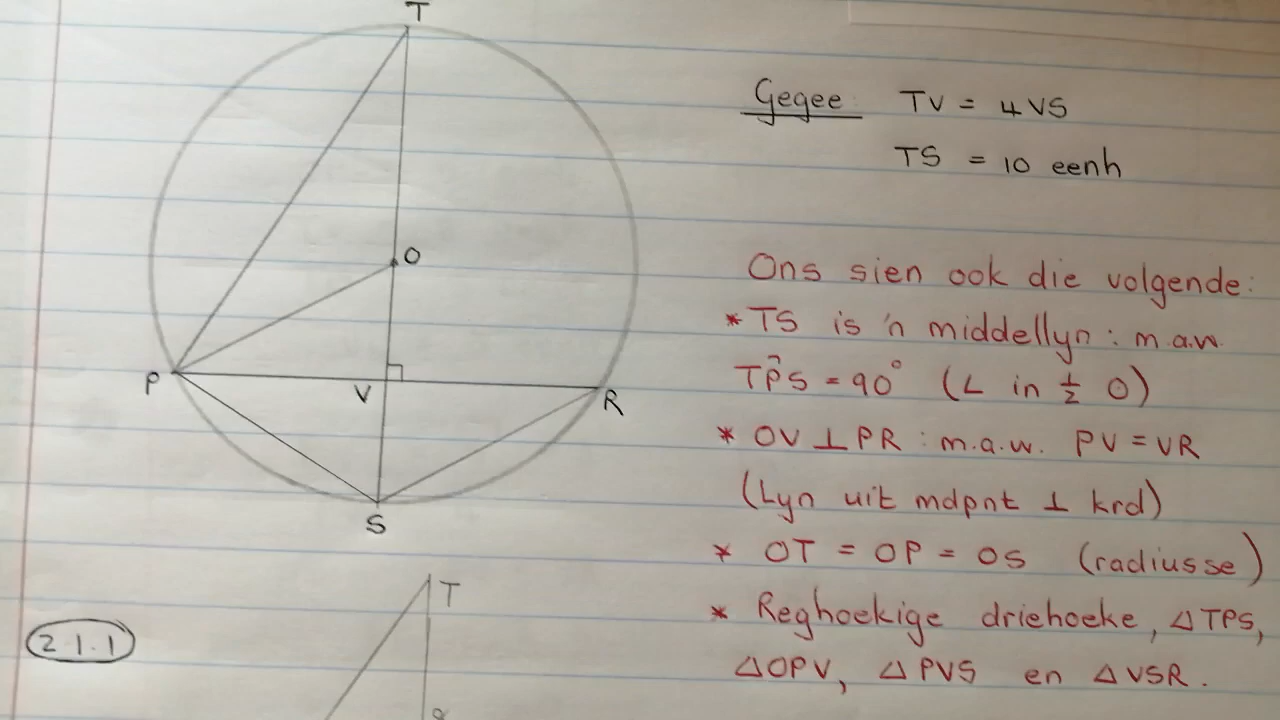 T
O
P
V
R
S
Gegee: TV = 4VS
TS = 10 eenh
Ons sien ook die volgende:
* TS is 'n middellyn: m.a.w.
TP̂S = 90° (∠ in ½ O)
* OV ⊥ PR : m.a.w. PV = VR
(Lyn uit mdpnt ⊥ krd)
* OT = OP = OS (radiusse)
* Reghoekige driehoeke, △TPS,
△OPV, △PVS en △VSR.
2.1.1
T